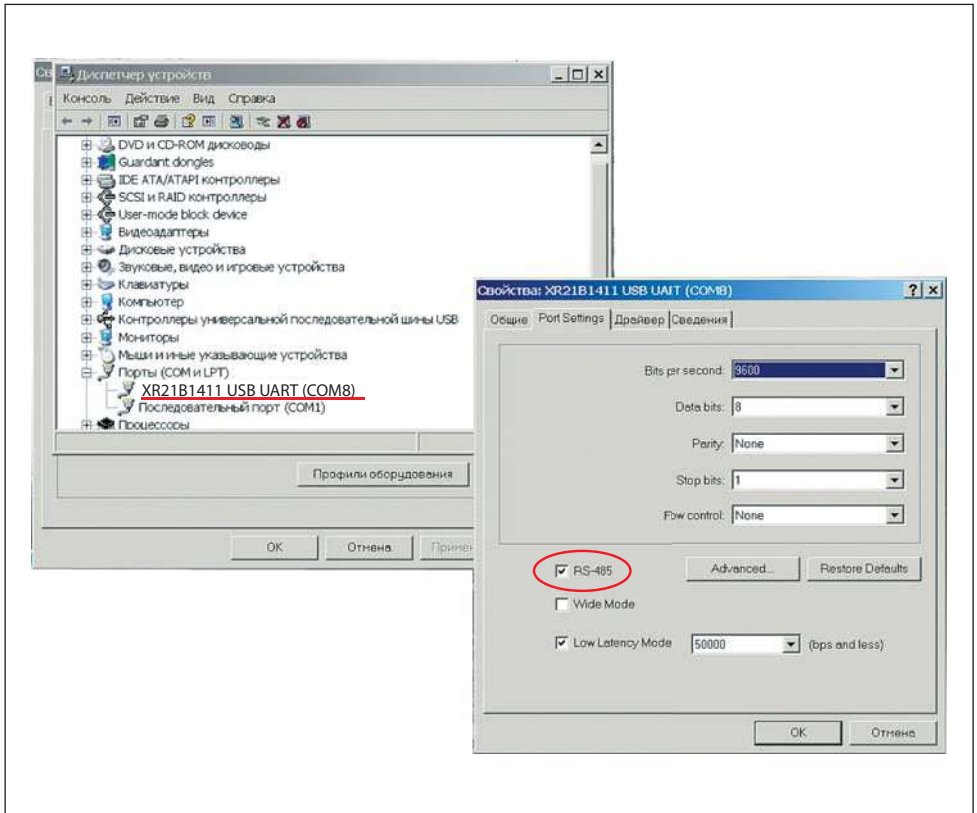 Св
Диспетчер устройств
Консоль Действие Вид Справка
DVD и CD-ROM дисководы
Guardant dongles
IDE ATA/ATAPI контроллеры
SCSI и RAID контроллеры
User-mode block device
Видеоадаптеры
Дисковые устройства
Звуковые, видео и игровые устройства
Клавиатуры
Компьютер
Контроллеры универсальной последовательной шины USB
Мониторы
Мыши и иные указывающие устройства
Порты (COM и LPT)
XR21B1411 USB UART (COM8)
Последовательный порт (COM1)
Процессоры
Профили оборудования
OK Отмена Примен
Свойства: XR21B1411 USB UAIT (COM8)
Общие Port Settings Драйвер Сведения
Bits per second: 9600
Data bits: 8
Parity: None
Stop bits: 1
Flow control: None
RS-485 Advanced... Restore Defaults
Wide Mode
Low Latency Mode 50000 (bps and less)
OK Отмена